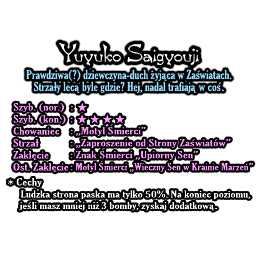 Yuyuko Saigyouji
Prawdziwa(?) dziewczyna-duch żyjąca w Zaświatach.
Strzały lecą byle gdzie? Hej, nadal trafiają w coś.
Szyb. (nor.) : ★
Szyb. (kon.) : ★★★★
Chowaniec : „Motyl Śmierci”
Strzał : „Zaproszenie od Strony Zaświatów”
Zaklęcie : Znak Śmierci „Upiorny Sen”
Ost. Zaklęcie : Motyl Śmierci „Wieczny Sen w Krainie Marzeń”
* Cechy
Ludzka strona paska ma tylko 50%. Na koniec poziomu,
jeśli masz mniej niż 3 bomby, zyskaj dodatkową.